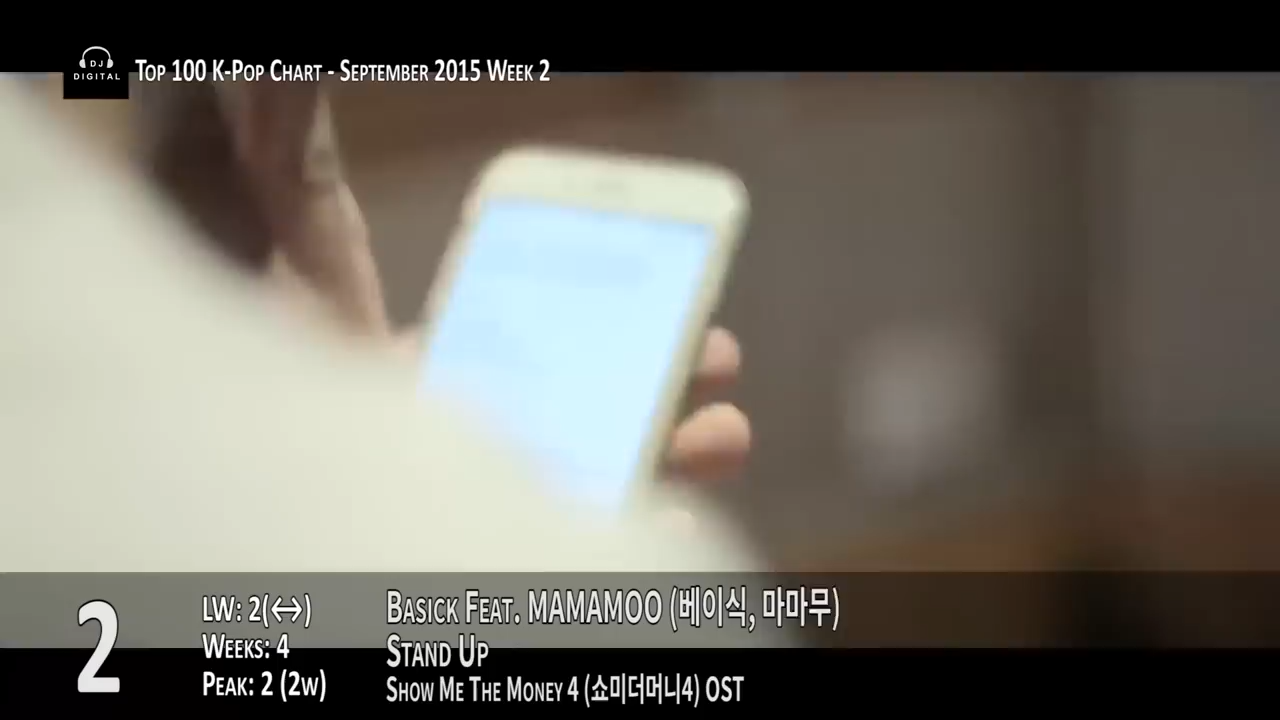 DJ
DIGITAL
Top 100 K-Pop Chart - September 2015 Week 2
2
LW: 2(↔)
Weeks: 4
Peak: 2 (2w)
Basick Feat. MAMAMOO (베이식, 마마무)
Stand Up
Show Me The Money 4 (쇼미더머니4) OST